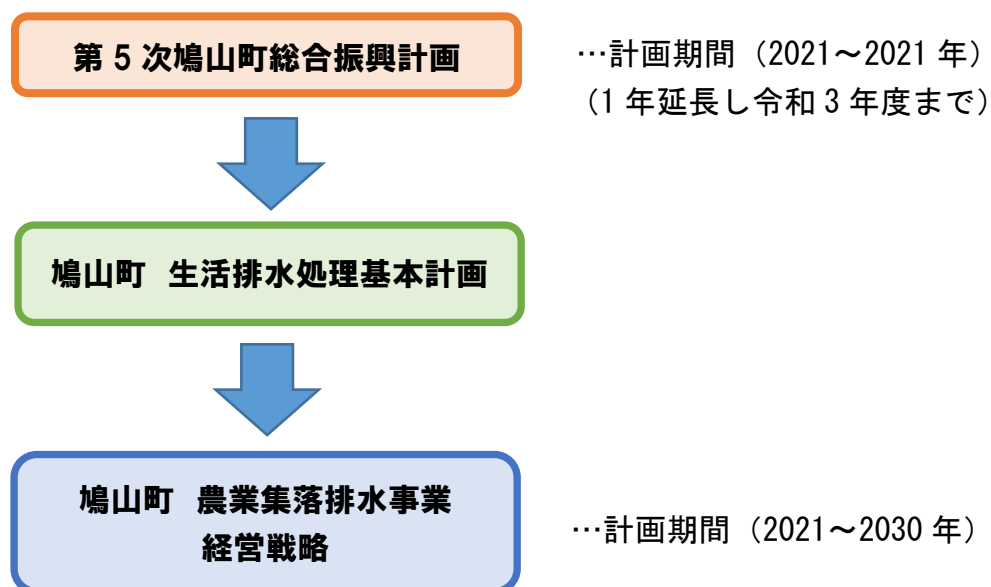 第 5 次鳩山町総合振興計画
…計画期間（2021～2021 年）
（1 年延長し令和 3 年度まで）
鳩山町　生活排水処理基本計画
鳩山町　農業集落排水事業
経営戦略
…計画期間（2021～2030 年）